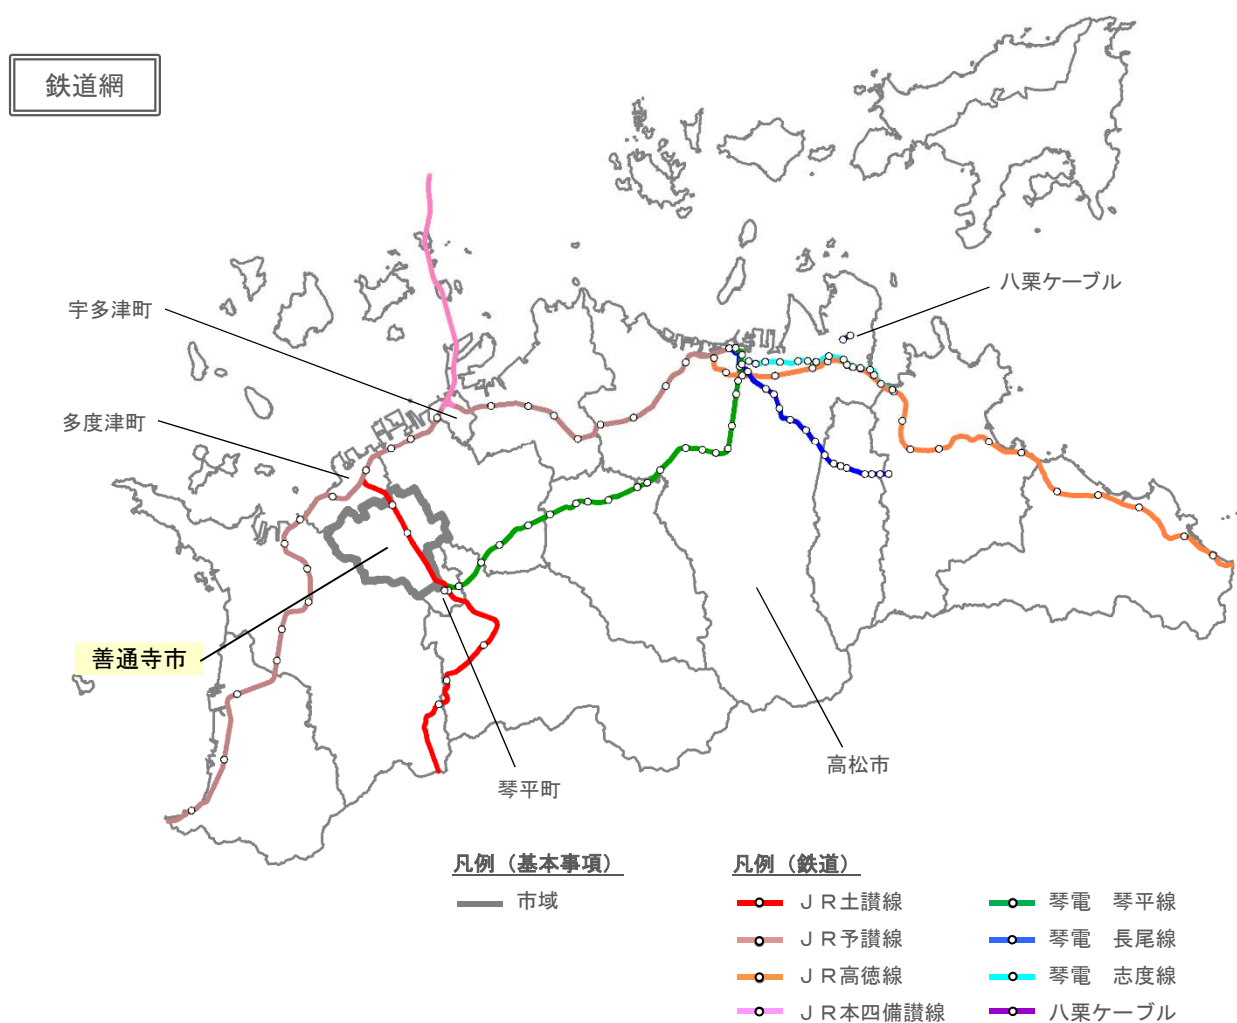 鉄道網
八栗ケーブル
宇多津町
多度津町
善通寺市
高松市
琴平町
凡例（基本事項）
市域
凡例（鉄道）
ＪＲ土讃線
ＪＲ予讃線
ＪＲ高徳線
ＪＲ本四備讃線
琴電　琴平線
琴電　長尾線
琴電　志度線
八栗ケーブル